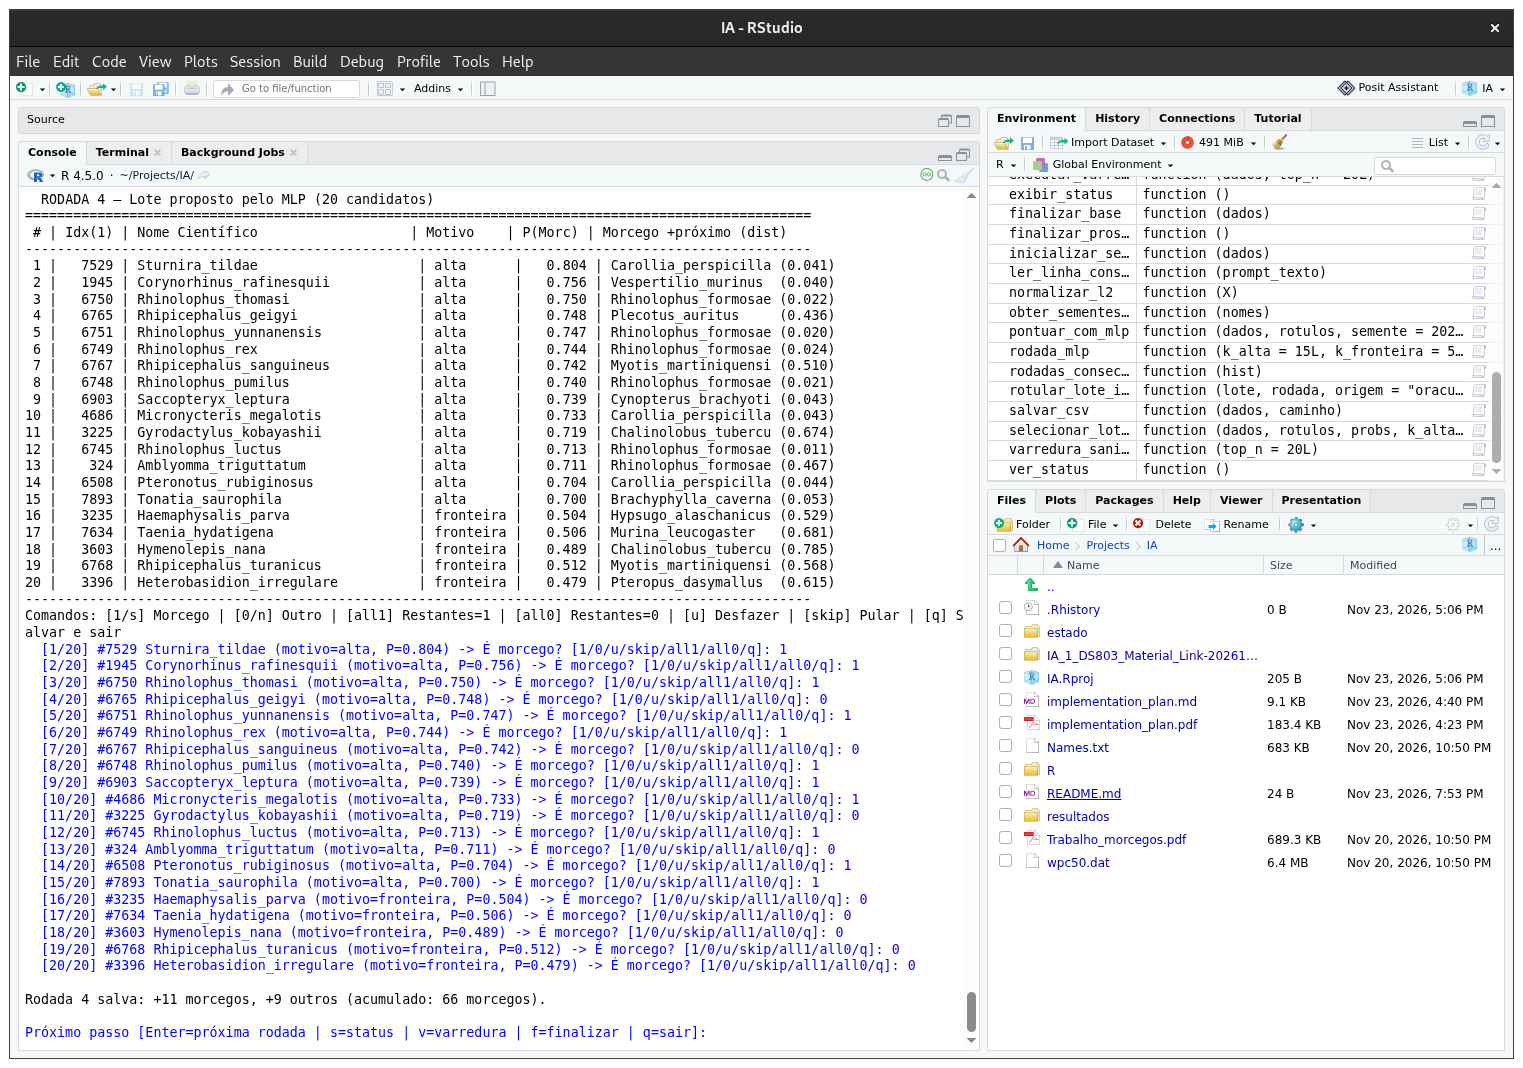 IA - RStudio
File Edit Code View Plots Session Build Debug Profile Tools Help
Go to file/function
Addins
Posit Assistant
IA
Source
Console Terminal Background Jobs
R 4.5.0 · ~/Projects/IA/
RODADA 4 — Lote proposto pelo MLP (20 candidatos)
==================================================================================================
# | Idx(1) | Nome Científico | Motivo | P(Morc) | Morcego +próximo (dist)
--------------------------------------------------------------------------------------------------
1 | 7529 | Sturnira_tildae | alta | 0.804 | Carollia_perspicilla (0.041)
2 | 1945 | Corynorhinus_rafinesquii | alta | 0.756 | Vespertilio_murinus (0.040)
3 | 6750 | Rhinolophus_thomasi | alta | 0.750 | Rhinolophus_formosae (0.022)
4 | 6765 | Rhipicephalus_geigyi | alta | 0.748 | Plecotus_auritus (0.436)
5 | 6751 | Rhinolophus_yunnanensis | alta | 0.747 | Rhinolophus_formosae (0.020)
6 | 6749 | Rhinolophus_rex | alta | 0.744 | Rhinolophus_formosae (0.024)
7 | 6767 | Rhipicephalus_sanguineus | alta | 0.742 | Myotis_martiniquensi (0.510)
8 | 6748 | Rhinolophus_pumilus | alta | 0.740 | Rhinolophus_formosae (0.021)
9 | 6903 | Saccopteryx_leptura | alta | 0.739 | Cynopterus_brachyoti (0.043)
10 | 4686 | Micronycteris_megalotis | alta | 0.733 | Carollia_perspicilla (0.043)
11 | 3225 | Gyrodactylus_kobayashii | alta | 0.719 | Chalinolobus_tubercu (0.674)
12 | 6745 | Rhinolophus_luctus | alta | 0.713 | Rhinolophus_formosae (0.011)
13 | 324 | Amblyomma_triguttatum | alta | 0.711 | Rhinolophus_formosae (0.467)
14 | 6508 | Pteronotus_rubiginosus | alta | 0.704 | Carollia_perspicilla (0.044)
15 | 7893 | Tonatia_saurophila | alta | 0.700 | Brachyphylla_caverna (0.053)
16 | 3235 | Haemaphysalis_parva | fronteira | 0.504 | Hypsugo_alaschanicus (0.529)
17 | 7634 | Taenia_hydatigena | fronteira | 0.506 | Murina_leucogaster (0.681)
18 | 3603 | Hymenolepis_nana | fronteira | 0.489 | Chalinolobus_tubercu (0.785)
19 | 6768 | Rhipicephalus_turanicus | fronteira | 0.512 | Myotis_martiniquensi (0.568)
20 | 3396 | Heterobasidion_irregulare | fronteira | 0.479 | Pteropus_dasymallus (0.615)
--------------------------------------------------------------------------------------------------
Comandos: [1/s] Morcego | [0/n] Outro | [all1] Restantes=1 | [all0] Restantes=0 | [u] Desfazer | [skip] Pular | [q] S
alvar e sair
[1/20] #7529 Sturnira_tildae (motivo=alta, P=0.804) -> É morcego? [1/0/u/skip/all1/all0/q]: 1
[2/20] #1945 Corynorhinus_rafinesquii (motivo=alta, P=0.756) -> É morcego? [1/0/u/skip/all1/all0/q]: 1
[3/20] #6750 Rhinolophus_thomasi (motivo=alta, P=0.750) -> É morcego? [1/0/u/skip/all1/all0/q]: 1
[4/20] #6765 Rhipicephalus_geigyi (motivo=alta, P=0.748) -> É morcego? [1/0/u/skip/all1/all0/q]: 0
[5/20] #6751 Rhinolophus_yunnanensis (motivo=alta, P=0.747) -> É morcego? [1/0/u/skip/all1/all0/q]: 1
[6/20] #6749 Rhinolophus_rex (motivo=alta, P=0.744) -> É morcego? [1/0/u/skip/all1/all0/q]: 1
[7/20] #6767 Rhipicephalus_sanguineus (motivo=alta, P=0.742) -> É morcego? [1/0/u/skip/all1/all0/q]: 0
[8/20] #6748 Rhinolophus_pumilus (motivo=alta, P=0.740) -> É morcego? [1/0/u/skip/all1/all0/q]: 1
[9/20] #6903 Saccopteryx_leptura (motivo=alta, P=0.739) -> É morcego? [1/0/u/skip/all1/all0/q]: 1
[10/20] #4686 Micronycteris_megalotis (motivo=alta, P=0.733) -> É morcego? [1/0/u/skip/all1/all0/q]: 1
[11/20] #3225 Gyrodactylus_kobayashii (motivo=alta, P=0.719) -> É morcego? [1/0/u/skip/all1/all0/q]: 0
[12/20] #6745 Rhinolophus_luctus (motivo=alta, P=0.713) -> É morcego? [1/0/u/skip/all1/all0/q]: 1
[13/20] #324 Amblyomma_triguttatum (motivo=alta, P=0.711) -> É morcego? [1/0/u/skip/all1/all0/q]: 0
[14/20] #6508 Pteronotus_rubiginosus (motivo=alta, P=0.704) -> É morcego? [1/0/u/skip/all1/all0/q]: 1
[15/20] #7893 Tonatia_saurophila (motivo=alta, P=0.700) -> É morcego? [1/0/u/skip/all1/all0/q]: 1
[16/20] #3235 Haemaphysalis_parva (motivo=fronteira, P=0.504) -> É morcego? [1/0/u/skip/all1/all0/q]: 0
[17/20] #7634 Taenia_hydatigena (motivo=fronteira, P=0.506) -> É morcego? [1/0/u/skip/all1/all0/q]: 0
[18/20] #3603 Hymenolepis_nana (motivo=fronteira, P=0.489) -> É morcego? [1/0/u/skip/all1/all0/q]: 0
[19/20] #6768 Rhipicephalus_turanicus (motivo=fronteira, P=0.512) -> É morcego? [1/0/u/skip/all1/all0/q]: 0
[20/20] #3396 Heterobasidion_irregulare (motivo=fronteira, P=0.479) -> É morcego? [1/0/u/skip/all1/all0/q]: 0
Rodada 4 salva: +11 morcegos, +9 outros (acumulado: 66 morcegos).
Próximo passo [Enter=próxima rodada | s=status | v=varredura | f=finalizar | q=sair]:
Environment History Connections Tutorial
Import Dataset 491 MiB List
R Global Environment
exibir_status function ()
finalizar_base function (dados)
finalizar_pros… function ()
inicializar_se… function (dados)
ler_linha_cons… function (prompt_texto)
normalizar_l2 function (X)
obter_sementes… function (nomes)
pontuar_com_mlp function (dados, rotulos, semente = 202…
rodada_mlp function (k_alta = 15L, k_fronteira = 5…
rodadas_consec… function (hist)
rotular_lote_i… function (lote, rodada, origem = "oracu…
salvar_csv function (dados, caminho)
selecionar_lot… function (dados, rotulos, probs, k_alta…
varredura_sani… function (top_n = 20L)
ver_status function ()
Files Plots Packages Help Viewer Presentation
Folder File Delete Rename
Home Projects IA ...
Name Size Modified
..
.Rhistory 0 B Nov 23, 2026, 5:06 PM
estado
IA_1_DS803_Material_Link-20261...
IA.Rproj 205 B Nov 23, 2026, 5:06 PM
implementation_plan.md 9.1 KB Nov 23, 2026, 4:40 PM
implementation_plan.pdf 183.4 KB Nov 23, 2026, 4:23 PM
Names.txt 683 KB Nov 20, 2026, 10:50 PM
R
README.md 24 B Nov 23, 2026, 7:53 PM
resultados
Trabalho_morcegos.pdf 689.3 KB Nov 20, 2026, 10:50 PM
wpc50.dat 6.4 MB Nov 20, 2026, 10:50 PM